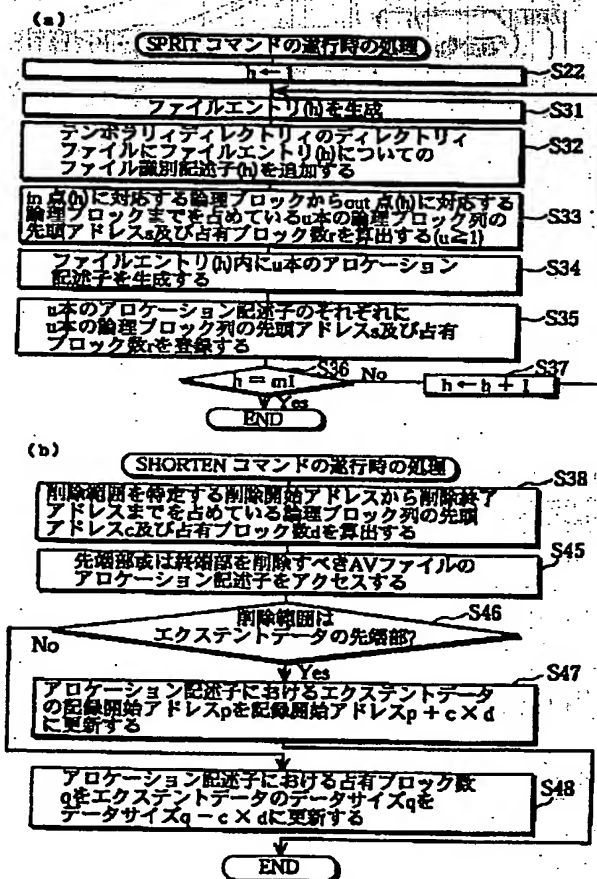 (a)
SPRIT コマンドの遂行時の処理
h ← 1
S22
ファイルエントリ(h)を生成
S31
テンポラリィディレクトリィのディレクトリィ
ファイルにファイルエントリ(h)についての
ファイル識別記述子(h)を追加する
S32
in 点(h)に対応する論理ブロックからout 点(h)に対応する
論理ブロックまでを占めているu本の論理ブロック列の
先頭アドレスs及び占有ブロック数rを算出する(u≧1)
S33
ファイルエントリ(h)内にu本のアロケーション
記述子を生成する
S34
u本のアロケーション記述子のそれぞれに
u本の論理ブロック列の先頭アドレスs及び占有
ブロック数rを登録する
S35
h = m1
S36
No
S37
h ← h + 1
Yes
END
(b)
SHORTEN コマンドの遂行時の処理
削除範囲を特定する削除開始アドレスから削除終了
アドレスまでを占めている論理ブロック列の先頭
アドレスc及び占有ブロック数dを算出する
S38
先端部或は終端部を削除すべきAVファイルの
アロケーション記述子をアクセスする
S45
削除範囲は
エクステントデータの先端部?
S46
No
Yes
S47
アロケーション記述子におけるエクステントデータ
の記録開始アドレスpを記録開始アドレスp + c × d
に更新する
アロケーション記述子における占有ブロック数
qをエクステントデータのデータサイズqを
データサイズq − c × dに更新する
S48
END